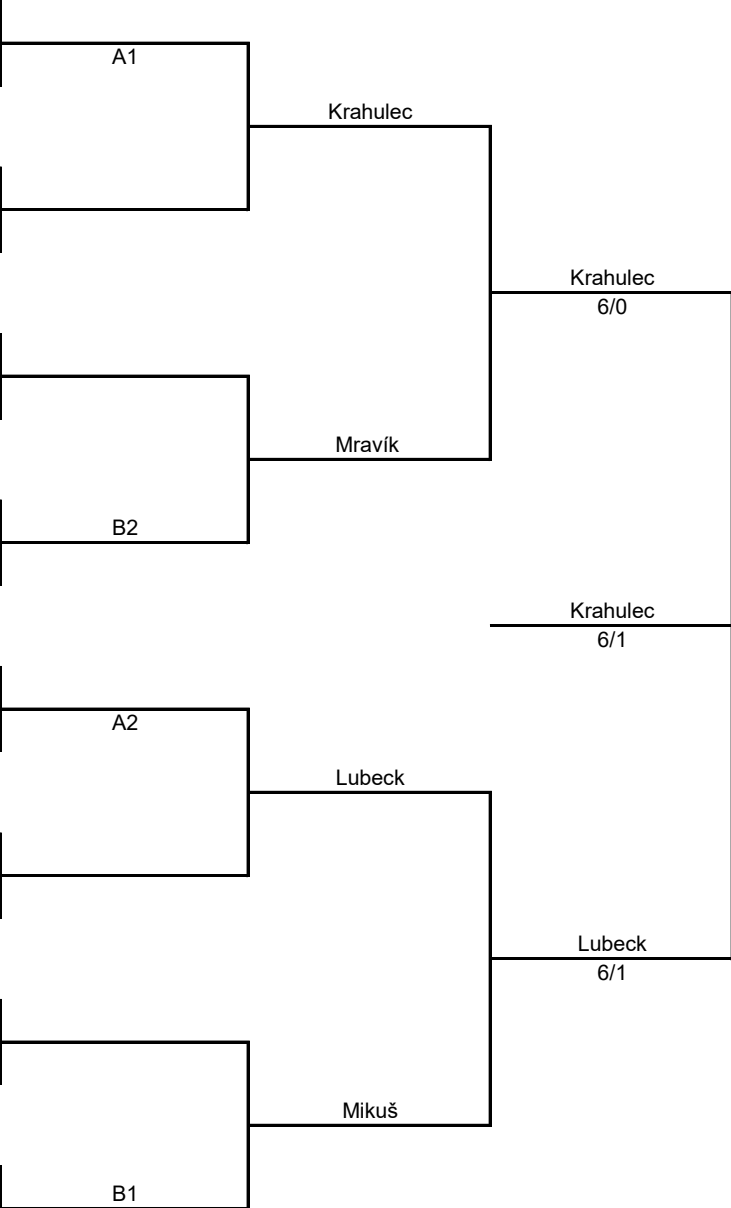 A1
Krahulec
Krahulec
6/0
Mravík
B2
Krahulec
6/1
A2
Lubeck
Lubeck
6/1
Mikuš
B1